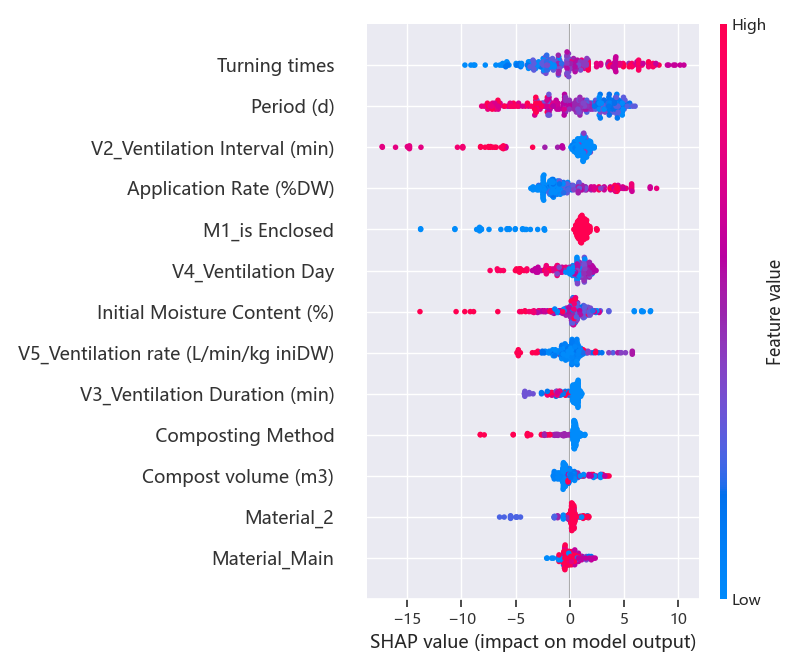 High
Turning times
Period (d)
V2_Ventilation Interval (min)
Application Rate (%DW)
M1_is Enclosed
V4_Ventilation Day
Initial Moisture Content (%)
V5_Ventilation rate (L/min/kg iniDW)
V3_Ventilation Duration (min)
Composting Method
Compost volume (m3)
Material_2
Material_Main
Feature value
Low
−15 −10 −5 0 5 10
SHAP value (impact on model output)